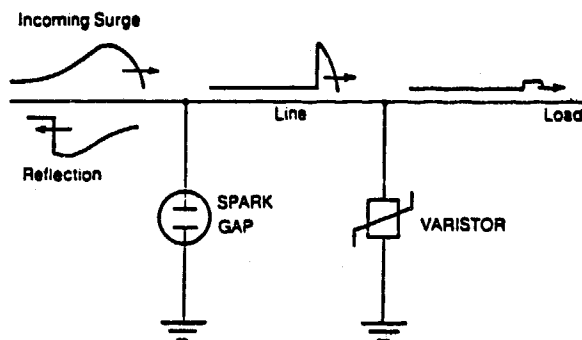 Incoming Surge
Line
Load
Reflection
SPARK
GAP
VARISTOR